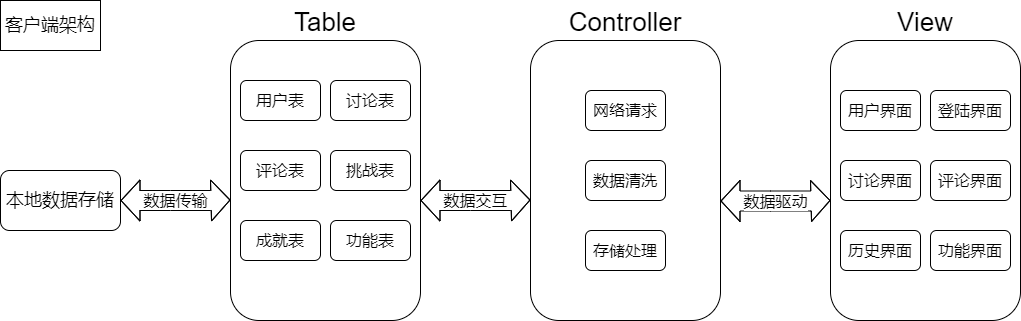 客户端架构
Table
Controller
View
用户表
讨论表
评论表
挑战表
成就表
功能表
网络请求
数据清洗
存储处理
用户界面
登陆界面
讨论界面
评论界面
历史界面
功能界面
本地数据存储
数据传输
数据交互
数据驱动